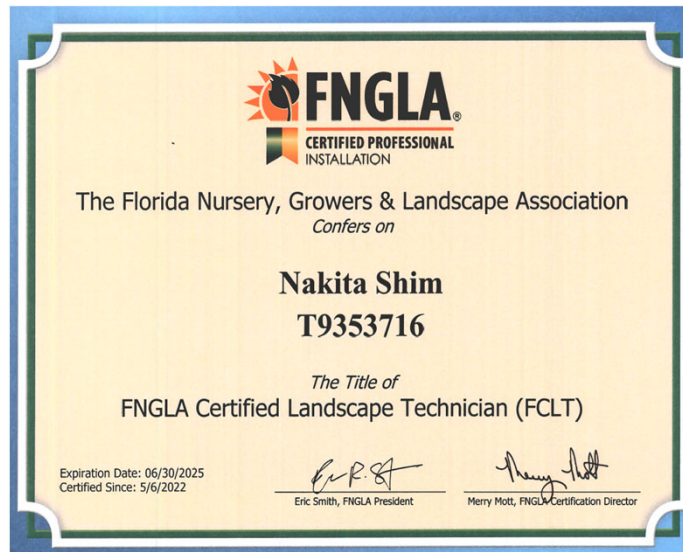 FNGLA®
CERTIFIED PROFESSIONAL
INSTALLATION
The Florida Nursery, Growers & Landscape Association
Confers on
Nakita Shim
T9353716
The Title of
FNGLA Certified Landscape Technician (FCLT)
Expiration Date: 06/30/2025
Certified Since: 5/6/2022
Eric Smith, FNGLA President
Merry Mott, FNGLA Certification Director